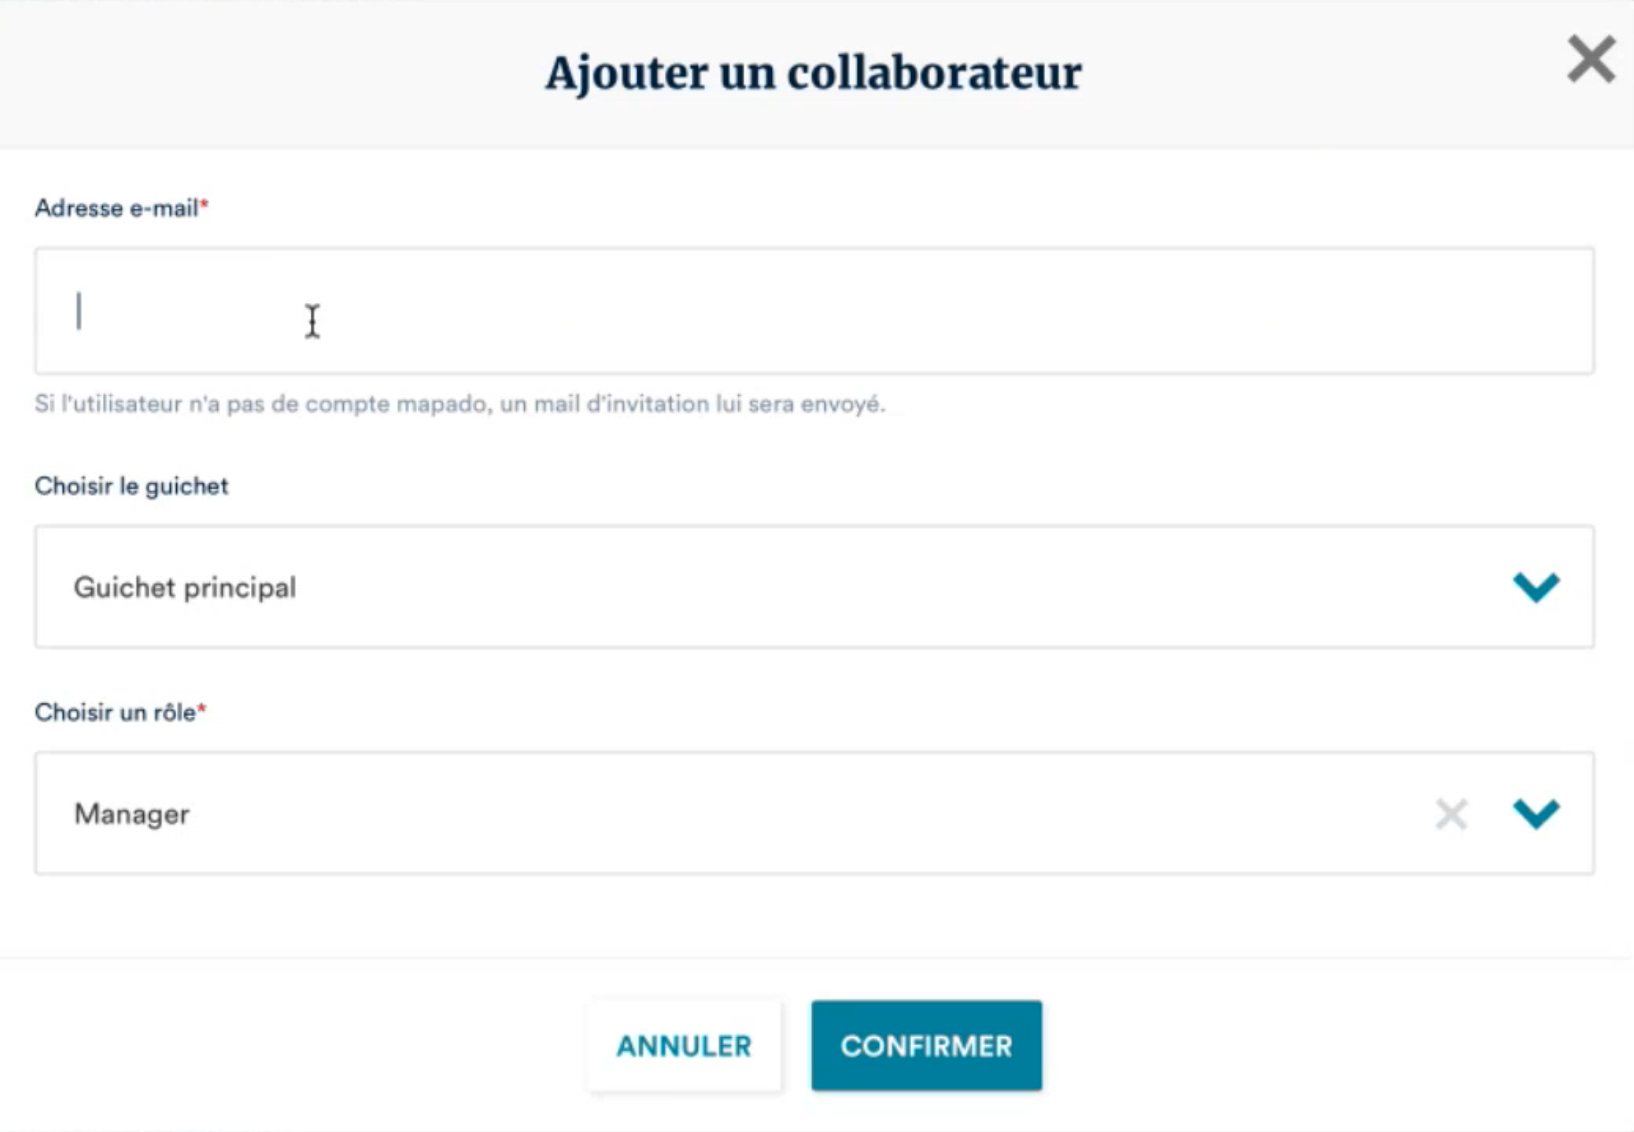 Ajouter un collaborateur
Adresse e-mail*
Si l'utilisateur n'a pas de compte mapado, un mail d'invitation lui sera envoyé.
Choisir le guichet
Guichet principal
Choisir un rôle*
Manager
ANNULER
CONFIRMER